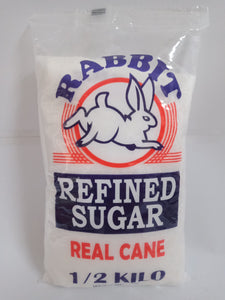 RABBIT
REFINED
SUGAR
REAL CANE
1/2 KILO